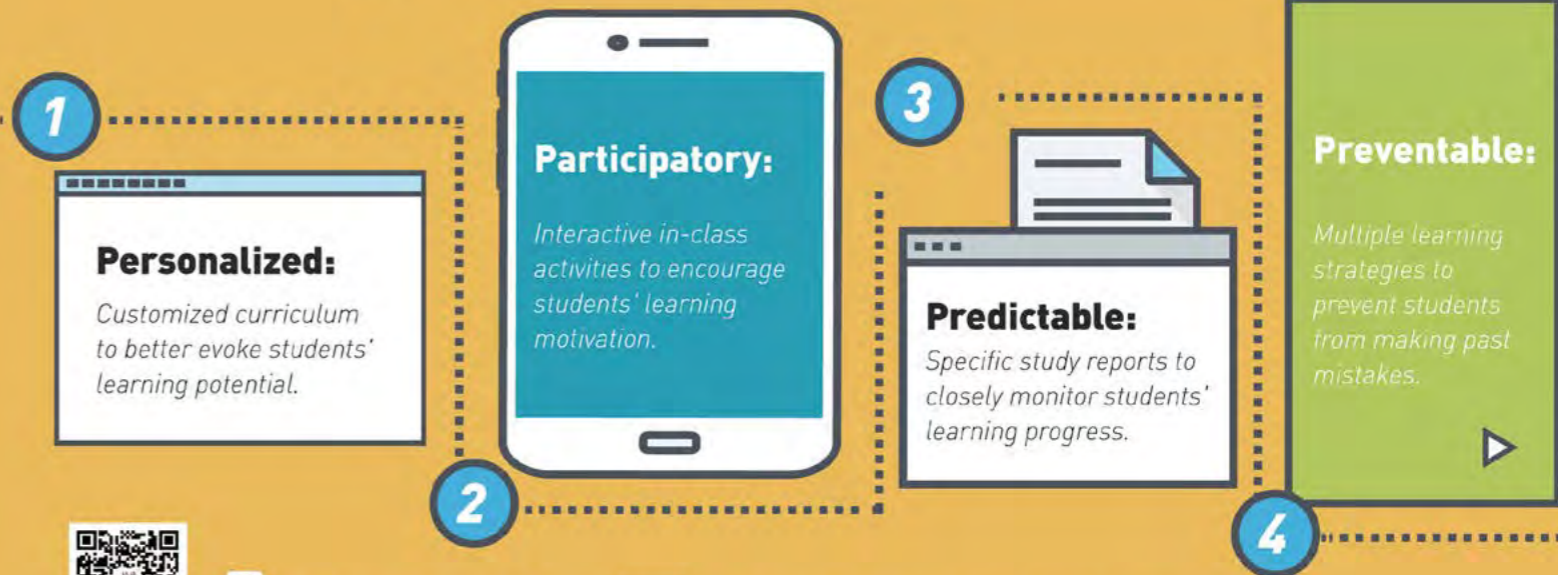 1
Personalized:
Customized curriculum
to better evoke students'
learning potential.
2
Participatory:
Interactive in-class
activities to encourage
students' learning
motivation.
3
Predictable:
Specific study reports to
closely monitor students'
learning progress.
4
Preventable:
Multiple learning
strategies to
prevent students
from making past
mistakes.